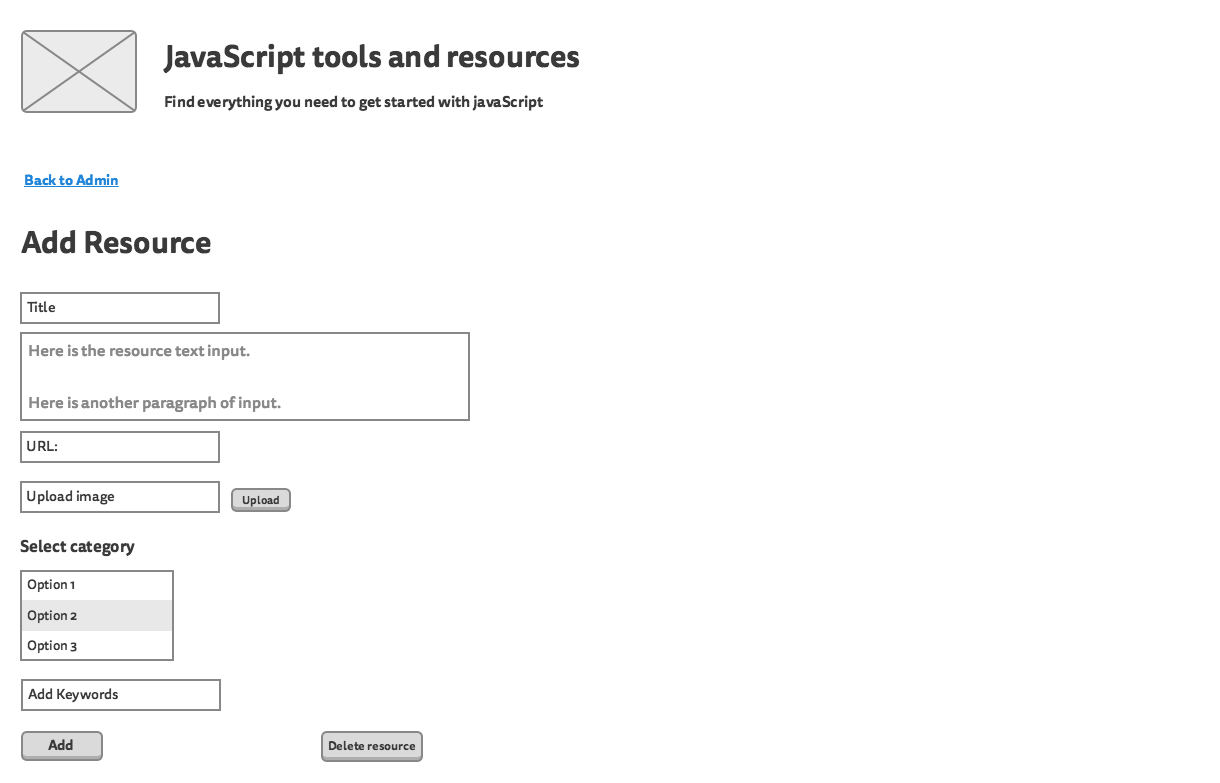 JavaScript tools and resources
Find everything you need to get started with javaScript
Back to Admin
Add Resource
Title
Here is the resource text input.
Here is another paragraph of input.
URL:
Upload image
Upload
Select category
Option 1
Option 2
Option 3
Add Keywords
Add
Delete resource